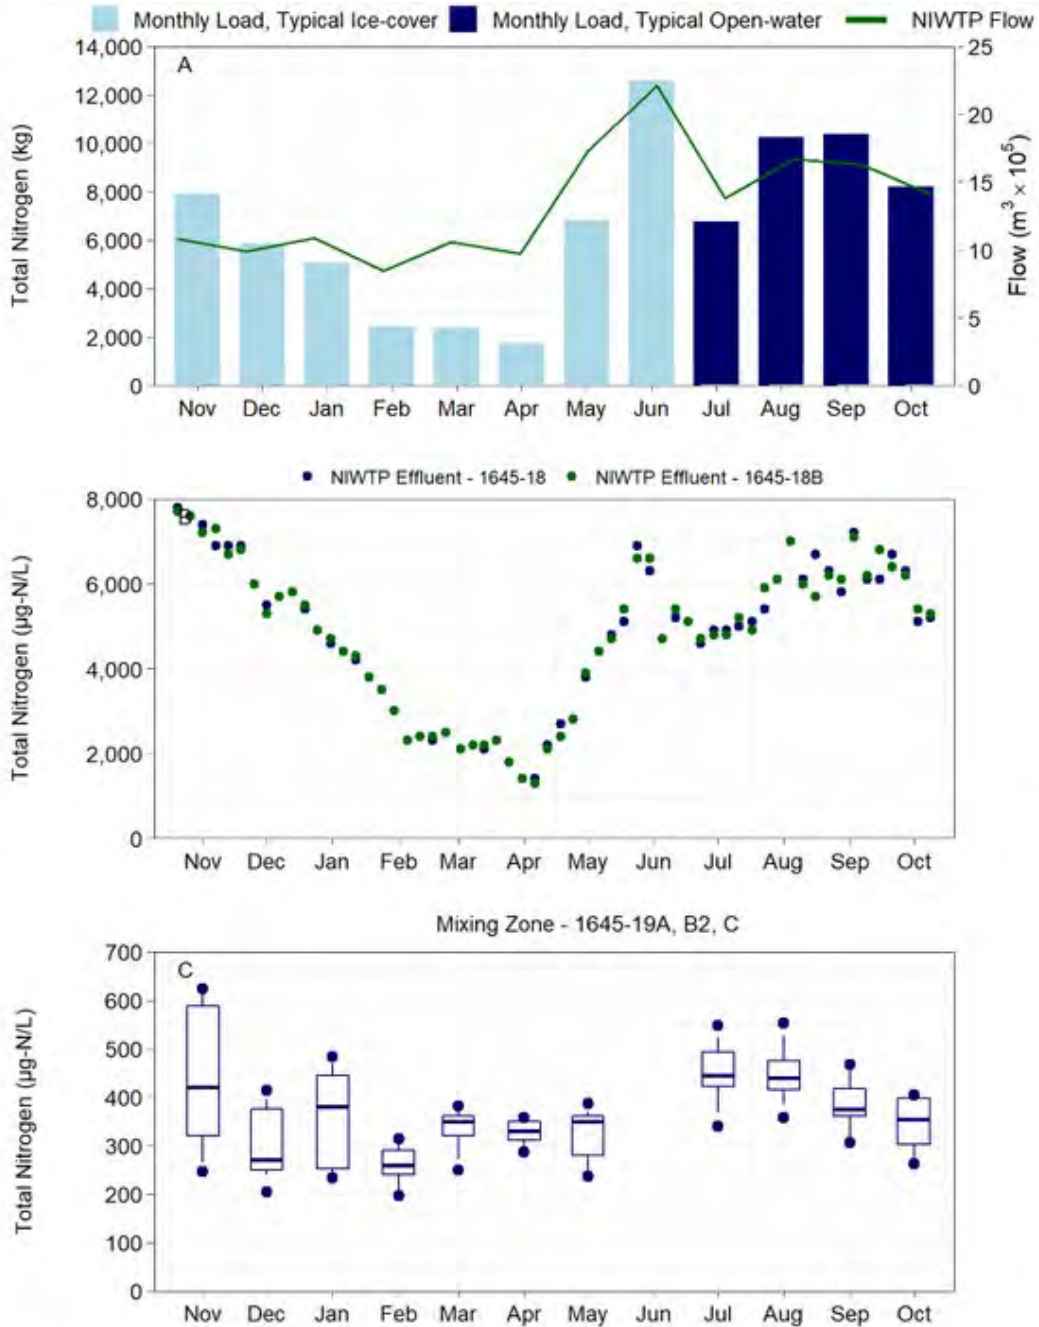 Monthly Load, Typical Ice-cover Monthly Load, Typical Open-water NIWTP Flow
A
Total Nitrogen (kg)
14,000
12,000
10,000
8,000
6,000
4,000
2,000
0
Flow (m³ × 10⁵)
25
20
15
10
5
0
Nov Dec Jan Feb Mar Apr May Jun Jul Aug Sep Oct
NIWTP Effluent - 1645-18 NIWTP Effluent - 1645-18B
B
Total Nitrogen (µg-N/L)
8,000
6,000
4,000
2,000
0
Nov Dec Jan Feb Mar Apr May Jun Jul Aug Sep Oct
Mixing Zone - 1645-19A, B2, C
C
Total Nitrogen (µg-N/L)
700
600
500
400
300
200
100
0
Nov Dec Jan Feb Mar Apr May Jun Jul Aug Sep Oct